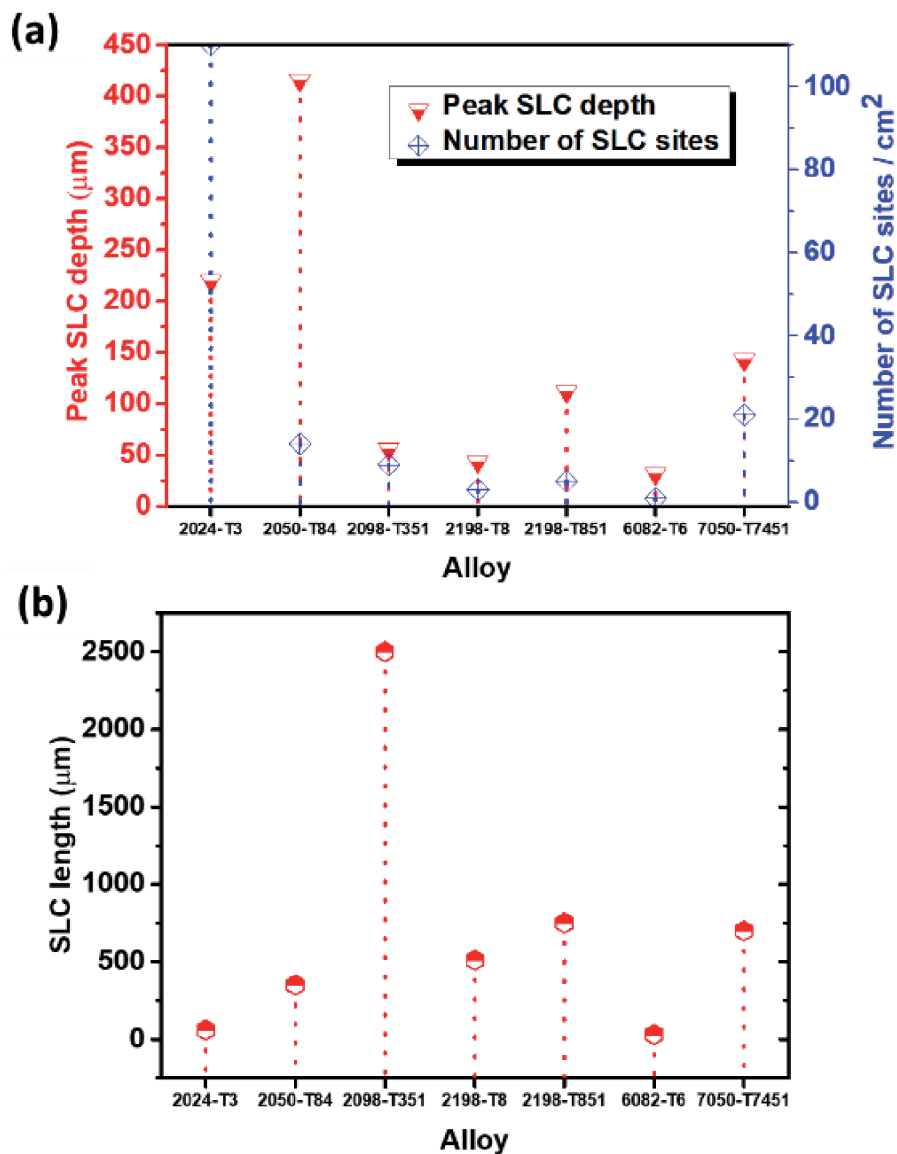 (a)
450
400
350
300
250
200
150
100
50
0
Peak SLC depth (μm)
Peak SLC depth
Number of SLC sites
100
80
60
40
20
0
Number of SLC sites / cm²
2024-T3 2050-T84 2098-T351 2198-T8 2198-T851 6082-T6 7050-T7451
Alloy
(b)
2500
2000
1500
1000
500
0
SLC length (μm)
2024-T3 2050-T84 2098-T351 2198-T8 2198-T851 6082-T6 7050-T7451
Alloy